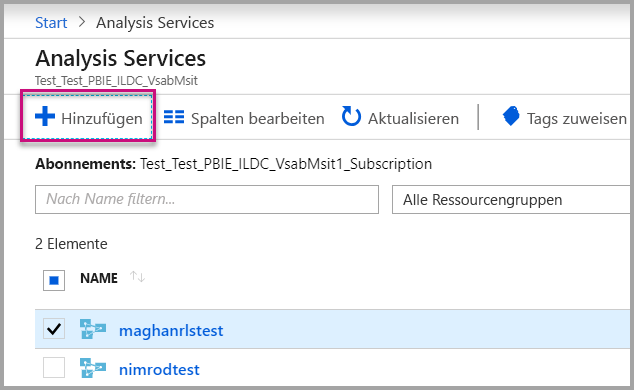 Start > Analysis Services
Analysis Services
Test_Test_PBIE_ILDC_VsabMsit
Hinzufügen Spalten bearbeiten Aktualisieren Tags zuweisen
Abonnements: Test_Test_PBIE_ILDC_VsabMsit1_Subscription
Nach Name filtern... Alle Ressourcengruppen
2 Elemente
NAME
maghanrlstest
nimrodtest